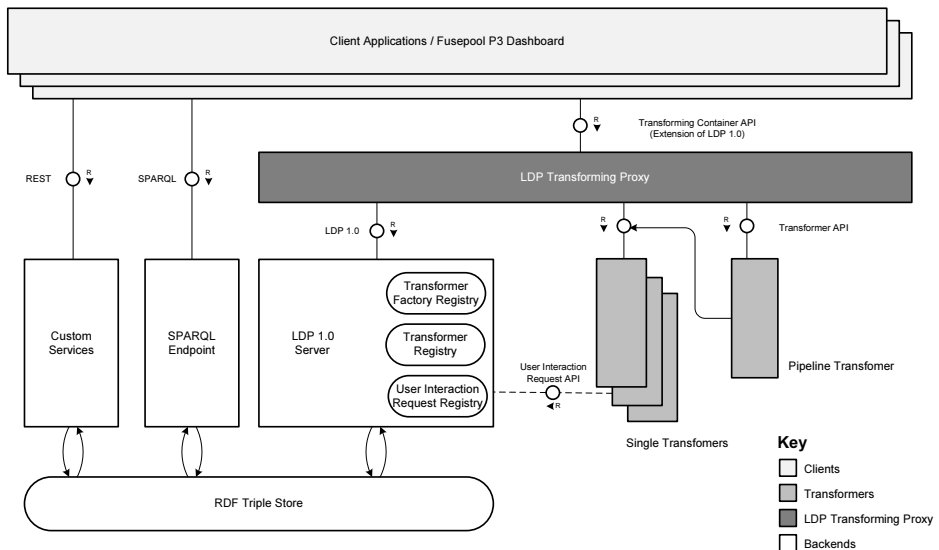 Client Applications / Fusepool P3 Dashboard
R
Transforming Container API
(Extension of LDP 1.0)
REST
R
SPARQL
R
LDP Transforming Proxy
LDP 1.0
R
R
R
Transformer API
Custom
Services
SPARQL
Endpoint
LDP 1.0
Server
Transformer
Factory Registry
Transformer
Registry
User Interaction
Request Registry
User Interaction
Request API
R
Pipeline Transfomer
Single Transfomers
RDF Triple Store
Key
Clients
Transformers
LDP Transforming Proxy
Backends